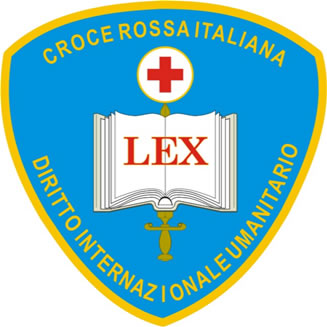 CROCE ROSSA ITALIANA
LEX
DIRITTO INTERNAZIONALE UMANITARIO